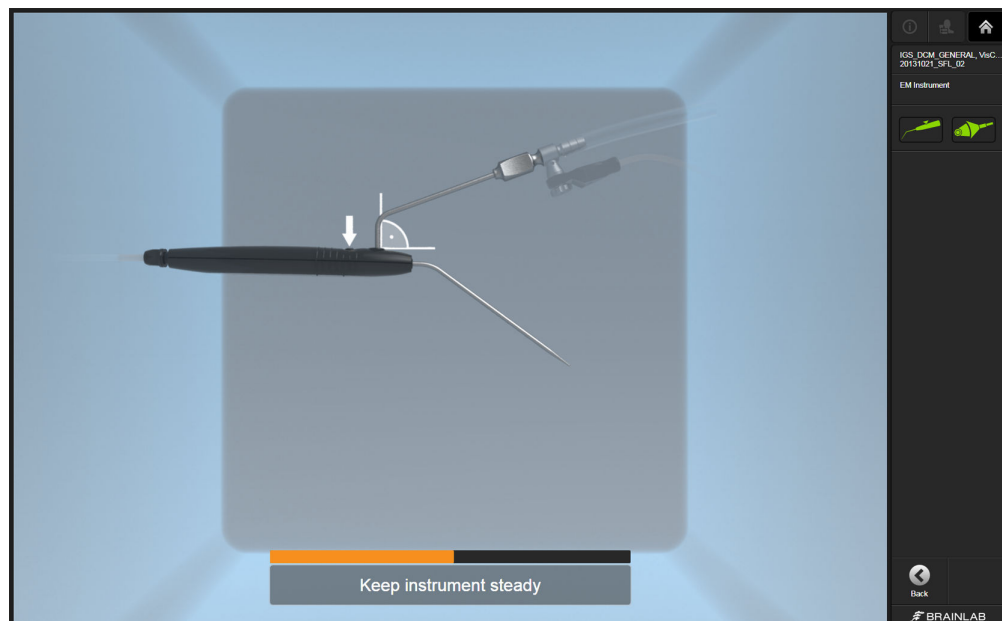 IGS_DCM_GENERAL, VisC...
20131021_SFL_02
EM Instrument
Keep instrument steady
Back
BRAINLAB